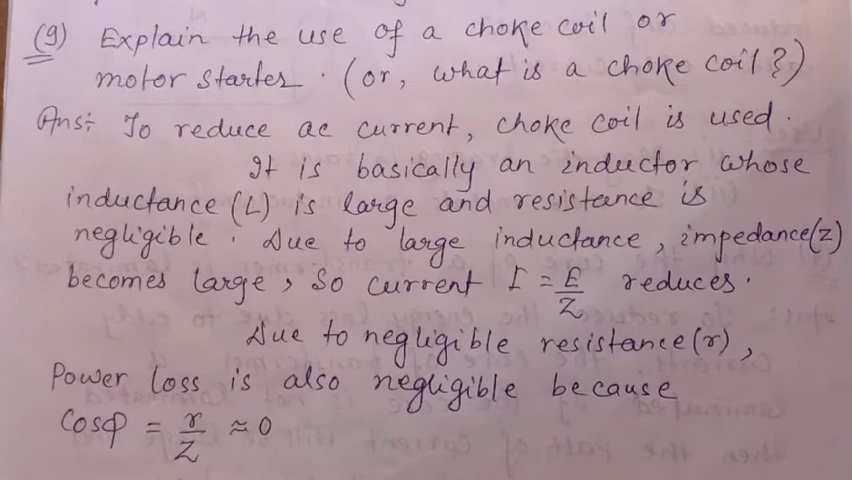 (9) Explain the use of a choke coil or
motor starter. (or, what is a choke coil?)
Ans:- To reduce ac current, choke coil is used.
It is basically an inductor whose
inductance (L) is large and resistance is
negligible. Due to large inductance, impedance(Z)
becomes large, So current I = E/Z reduces.
Due to negligible resistance (r),
Power loss is also negligible because
Cosφ = r/Z ≈ 0